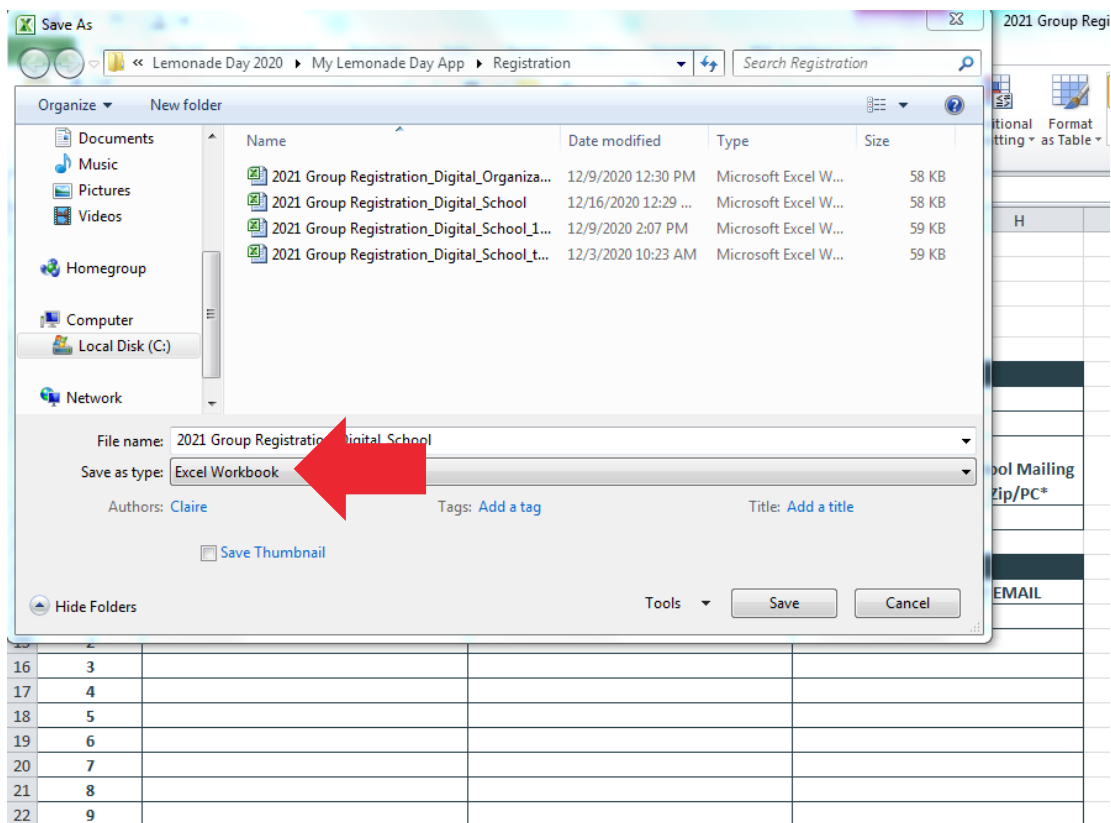 Save As
2021 Group Regi
« Lemonade Day 2020 ▸ My Lemonade Day App ▸ Registration
Search Registration
Organize
New folder
Format
as Table
Documents
Music
Pictures
Videos
Homegroup
Computer
Local Disk (C:)
Network
Name Date modified Type Size
2021 Group Registration_Digital_Organiza... 12/9/2020 12:30 PM Microsoft Excel W... 58 KB
2021 Group Registration_Digital_School 12/16/2020 12:29 ... Microsoft Excel W... 58 KB
2021 Group Registration_Digital_School_1... 12/9/2020 2:07 PM Microsoft Excel W... 59 KB
2021 Group Registration_Digital_School_t... 12/3/2020 10:23 AM Microsoft Excel W... 59 KB
H
File name: 2021 Group Registration_Digital_School
Save as type: Excel Workbook
ool Mailing
Zip/PC*
Authors: Claire
Tags: Add a tag
Title: Add a title
Save Thumbnail
EMAIL
Hide Folders
Tools
Save
Cancel
16 3
17 4
18 5
19 6
20 7
21 8
22 9